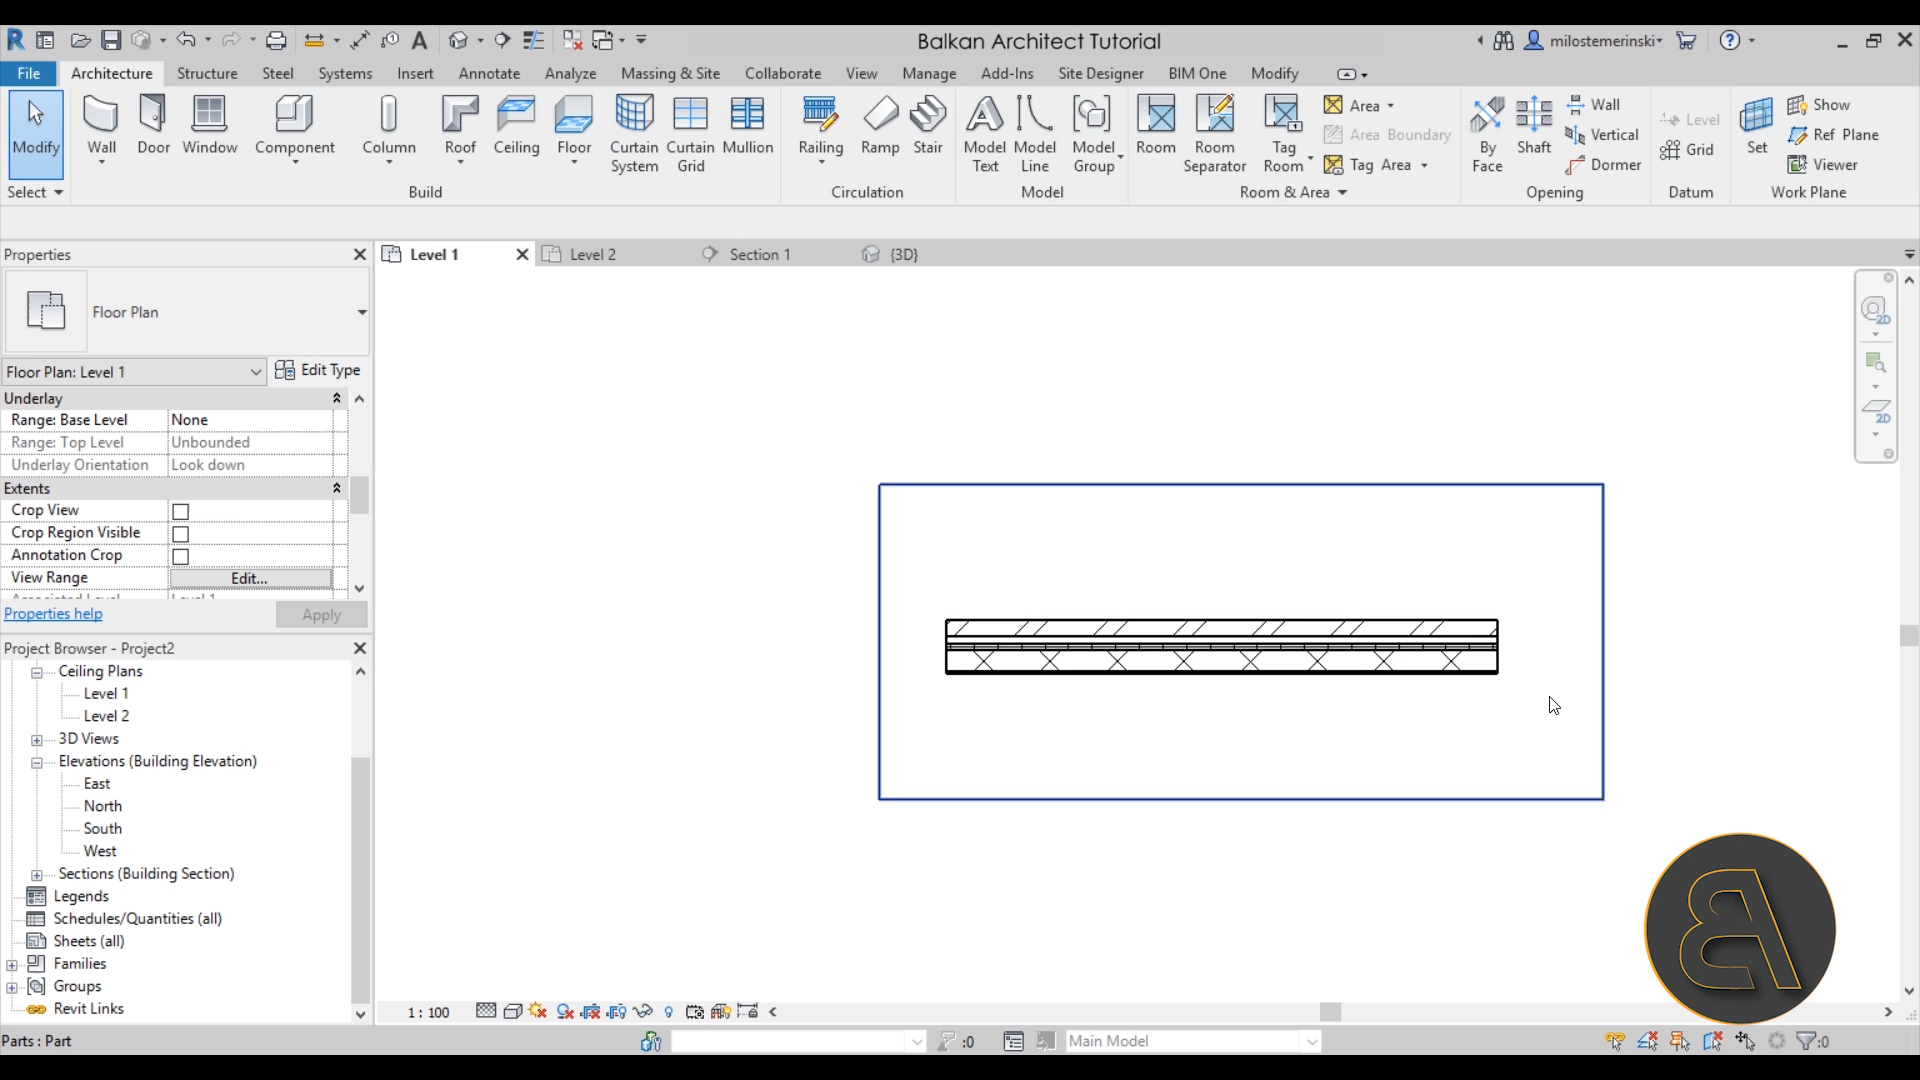 Balkan Architect Tutorial
milostemerinski
File
Architecture
Structure
Steel
Systems
Insert
Annotate
Analyze
Massing & Site
Collaborate
View
Manage
Add-Ins
Site Designer
BIM One
Modify
Modify
Wall
Door
Window
Component
Column
Roof
Ceiling
Floor
Curtain
System
Curtain
Grid
Mullion
Railing
Ramp
Stair
Model
Text
Model
Line
Model
Group
Room
Room
Separator
Tag
Room
Area
Area Boundary
Tag Area
By
Face
Shaft
Wall
Vertical
Dormer
Level
Grid
Set
Show
Ref Plane
Viewer
Select
Build
Circulation
Model
Room & Area
Opening
Datum
Work Plane
Properties
Level 1
Level 2
Section 1
{3D}
Floor Plan
Floor Plan: Level 1
Edit Type
Underlay
Range: Base Level
None
Range: Top Level
Unbounded
Underlay Orientation
Look down
Extents
Crop View
Crop Region Visible
Annotation Crop
View Range
Edit...
Associated Level
Level 1
Properties help
Apply
Project Browser - Project2
Ceiling Plans
Level 1
Level 2
3D Views
Elevations (Building Elevation)
East
North
South
West
Sections (Building Section)
Legends
Schedules/Quantities (all)
Sheets (all)
Families
Groups
Revit Links
2D
2D
1 : 100
Parts : Part
:0
Main Model
:0